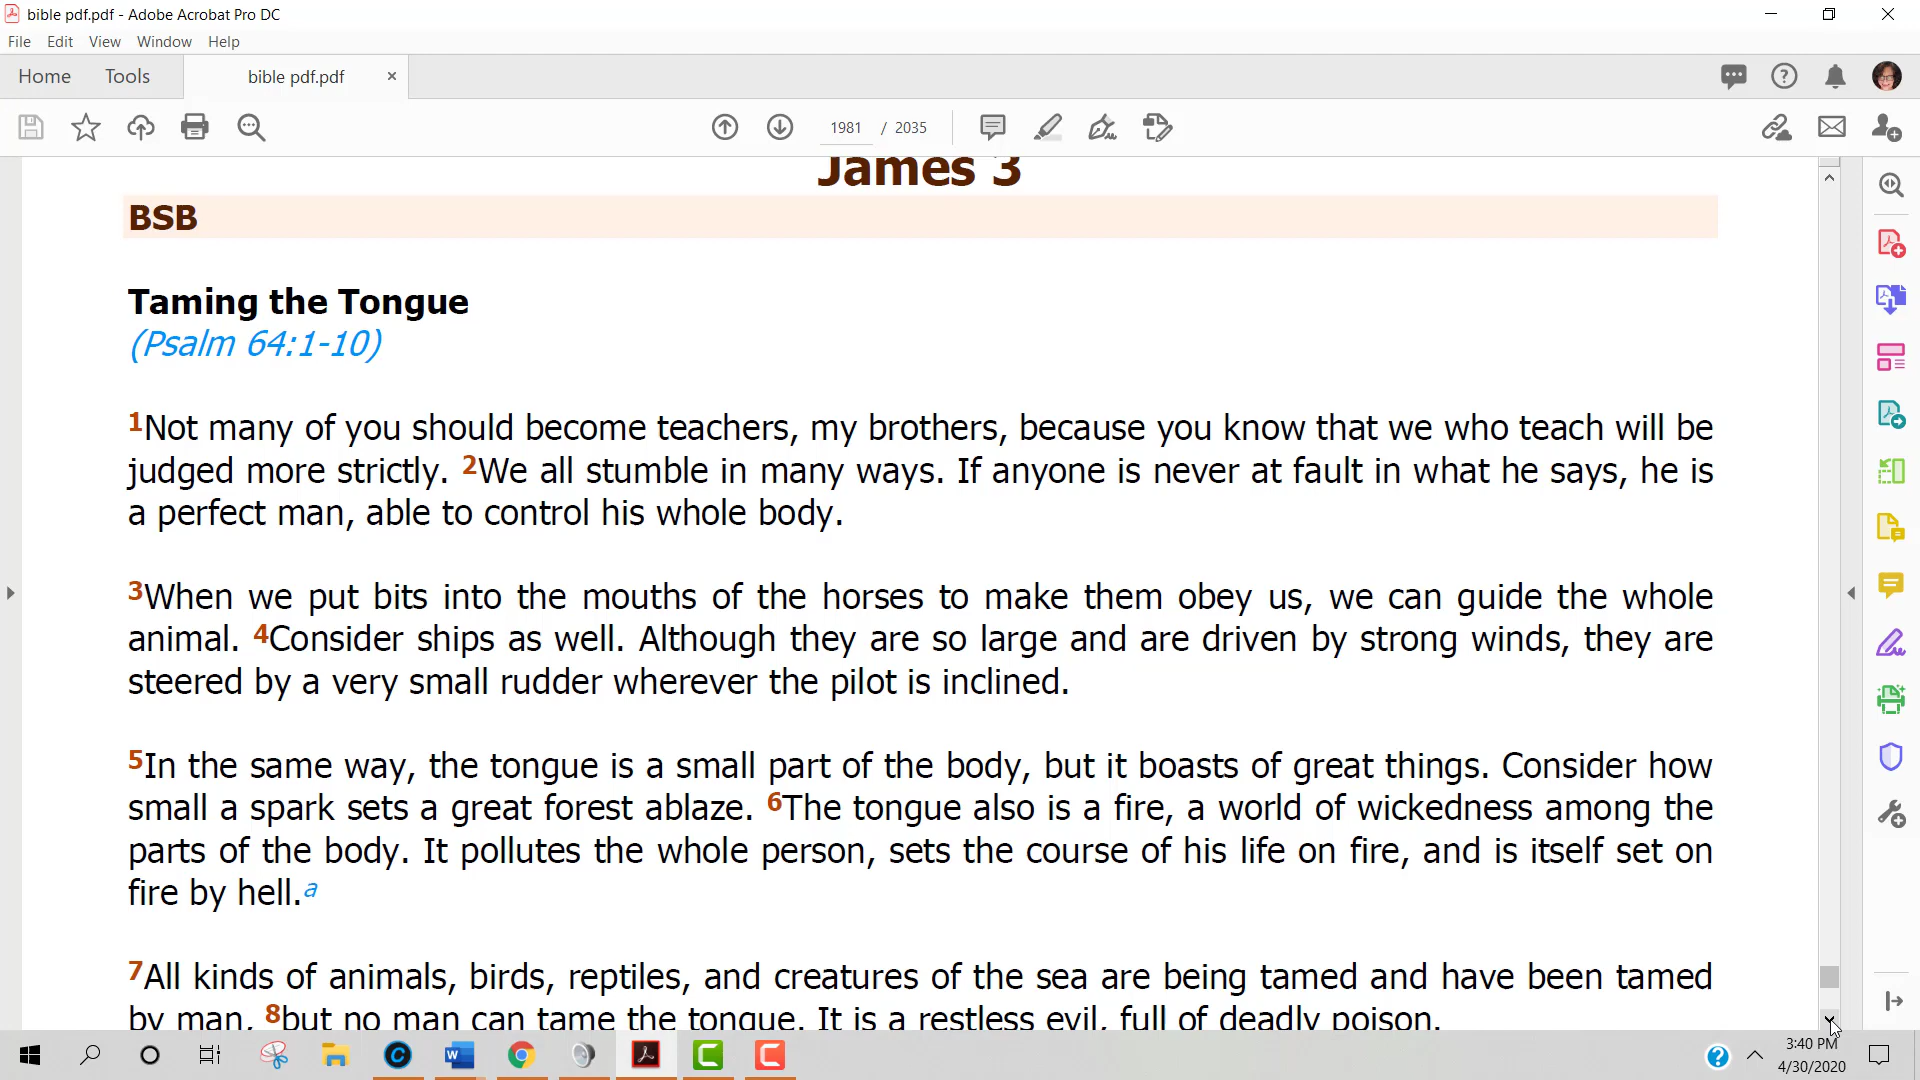 bible pdf.pdf - Adobe Acrobat Pro DC
File Edit View Window Help
Home Tools bible pdf.pdf ×
1981 / 2035
James 3
BSB
Taming the Tongue
(Psalm 64:1-10)
1Not many of you should become teachers, my brothers, because you know that we who teach will be
judged more strictly. 2We all stumble in many ways. If anyone is never at fault in what he says, he is
a perfect man, able to control his whole body.
3When we put bits into the mouths of the horses to make them obey us, we can guide the whole
animal. 4Consider ships as well. Although they are so large and are driven by strong winds, they are
steered by a very small rudder wherever the pilot is inclined.
5In the same way, the tongue is a small part of the body, but it boasts of great things. Consider how
small a spark sets a great forest ablaze. 6The tongue also is a fire, a world of wickedness among the
parts of the body. It pollutes the whole person, sets the course of his life on fire, and is itself set on
fire by hell.a
7All kinds of animals, birds, reptiles, and creatures of the sea are being tamed and have been tamed
by man, 8but no man can tame the tongue. It is a restless evil, full of deadly poison.
3:40 PM
4/30/2020